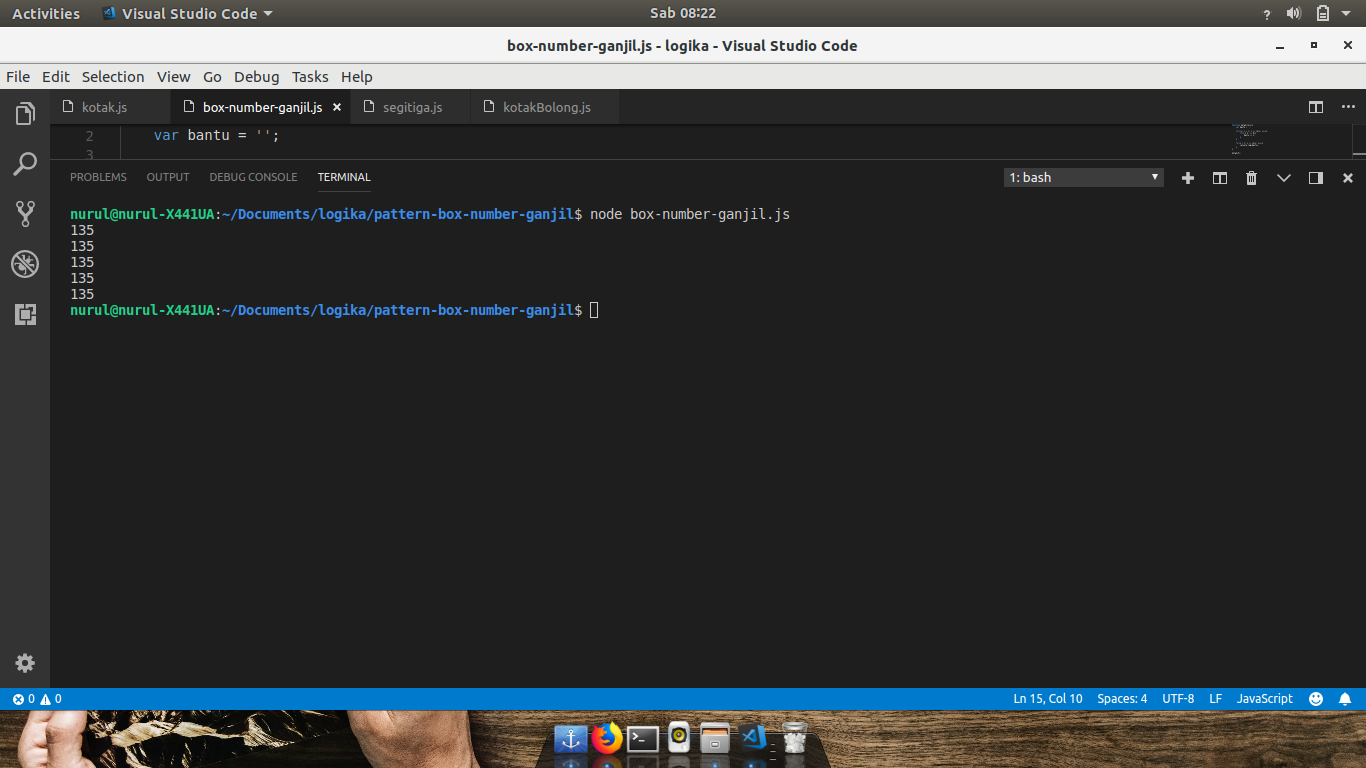 Activities Visual Studio Code Sab 08:22 ?
box-number-ganjil.js - logika - Visual Studio Code
File Edit Selection View Go Debug Tasks Help
kotak.js box-number-ganjil.js segitiga.js kotakBolong.js
2 var bantu = '';
3
PROBLEMS OUTPUT DEBUG CONSOLE TERMINAL 1: bash
nurul@nurul-X441UA:~/Documents/logika/pattern-box-number-ganjil$ node box-number-ganjil.js
135
135
135
135
135
nurul@nurul-X441UA:~/Documents/logika/pattern-box-number-ganjil$
0 0 Ln 15, Col 10 Spaces: 4 UTF-8 LF JavaScript